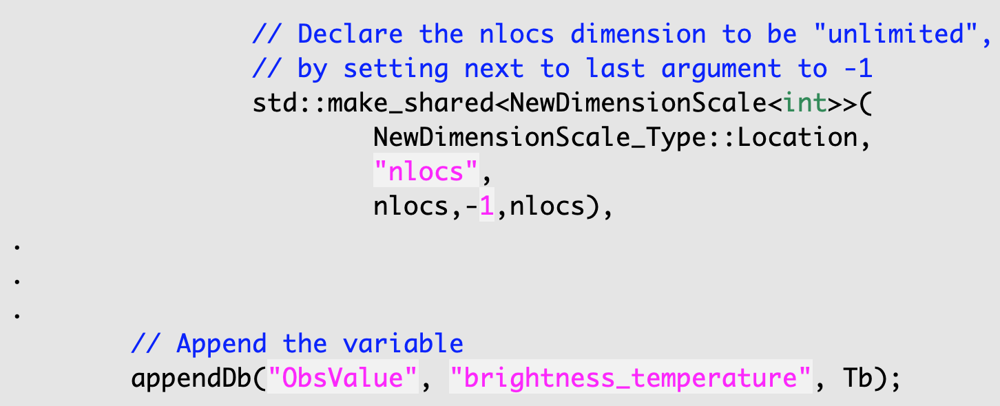 // Declare the nlocs dimension to be "unlimited",
// by setting next to last argument to -1
std::make_shared<NewDimensionScale<int>>(
NewDimensionScale_Type::Location,
"nlocs",
nlocs,-1,nlocs),
.
.
.
// Append the variable
appendDb("ObsValue", "brightness_temperature", Tb);